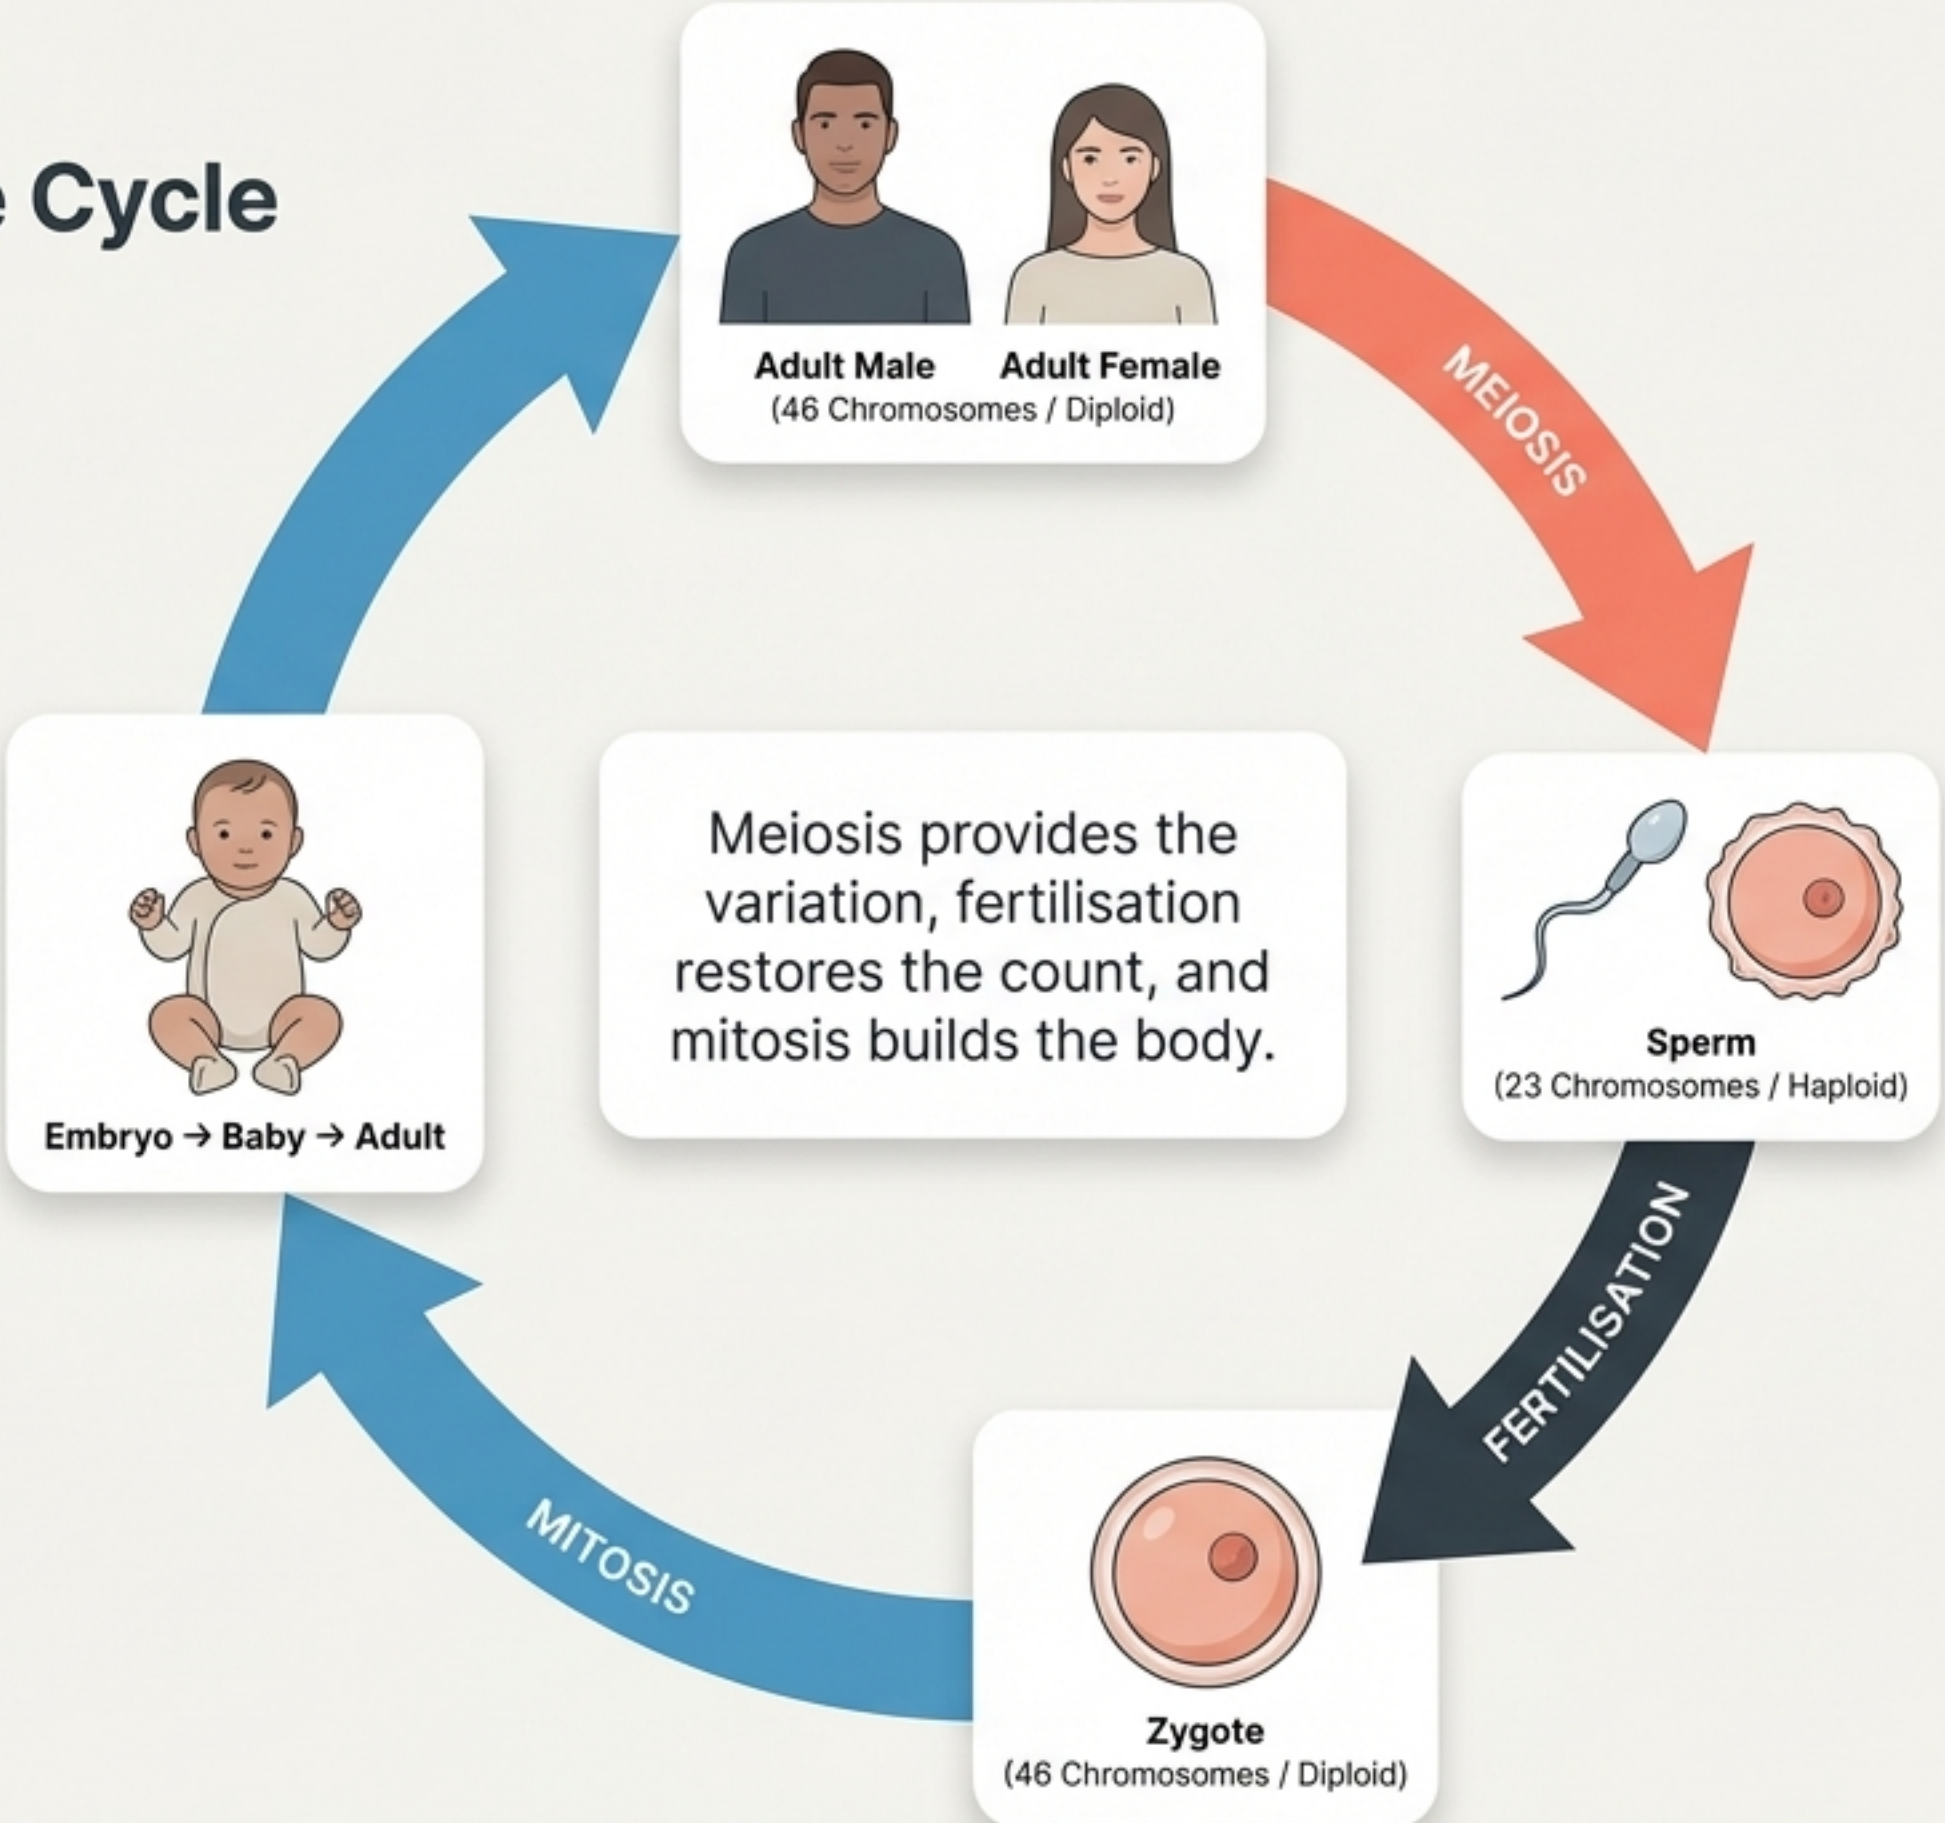 Cycle
Adult Male Adult Female
(46 Chromosomes / Diploid)
MEIOSIS
Meiosis provides the
variation, fertilisation
restores the count, and
mitosis builds the body.
Sperm
(23 Chromosomes / Haploid)
Embryo → Baby → Adult
FERTILISATION
MITOSIS
Zygote
(46 Chromosomes / Diploid)